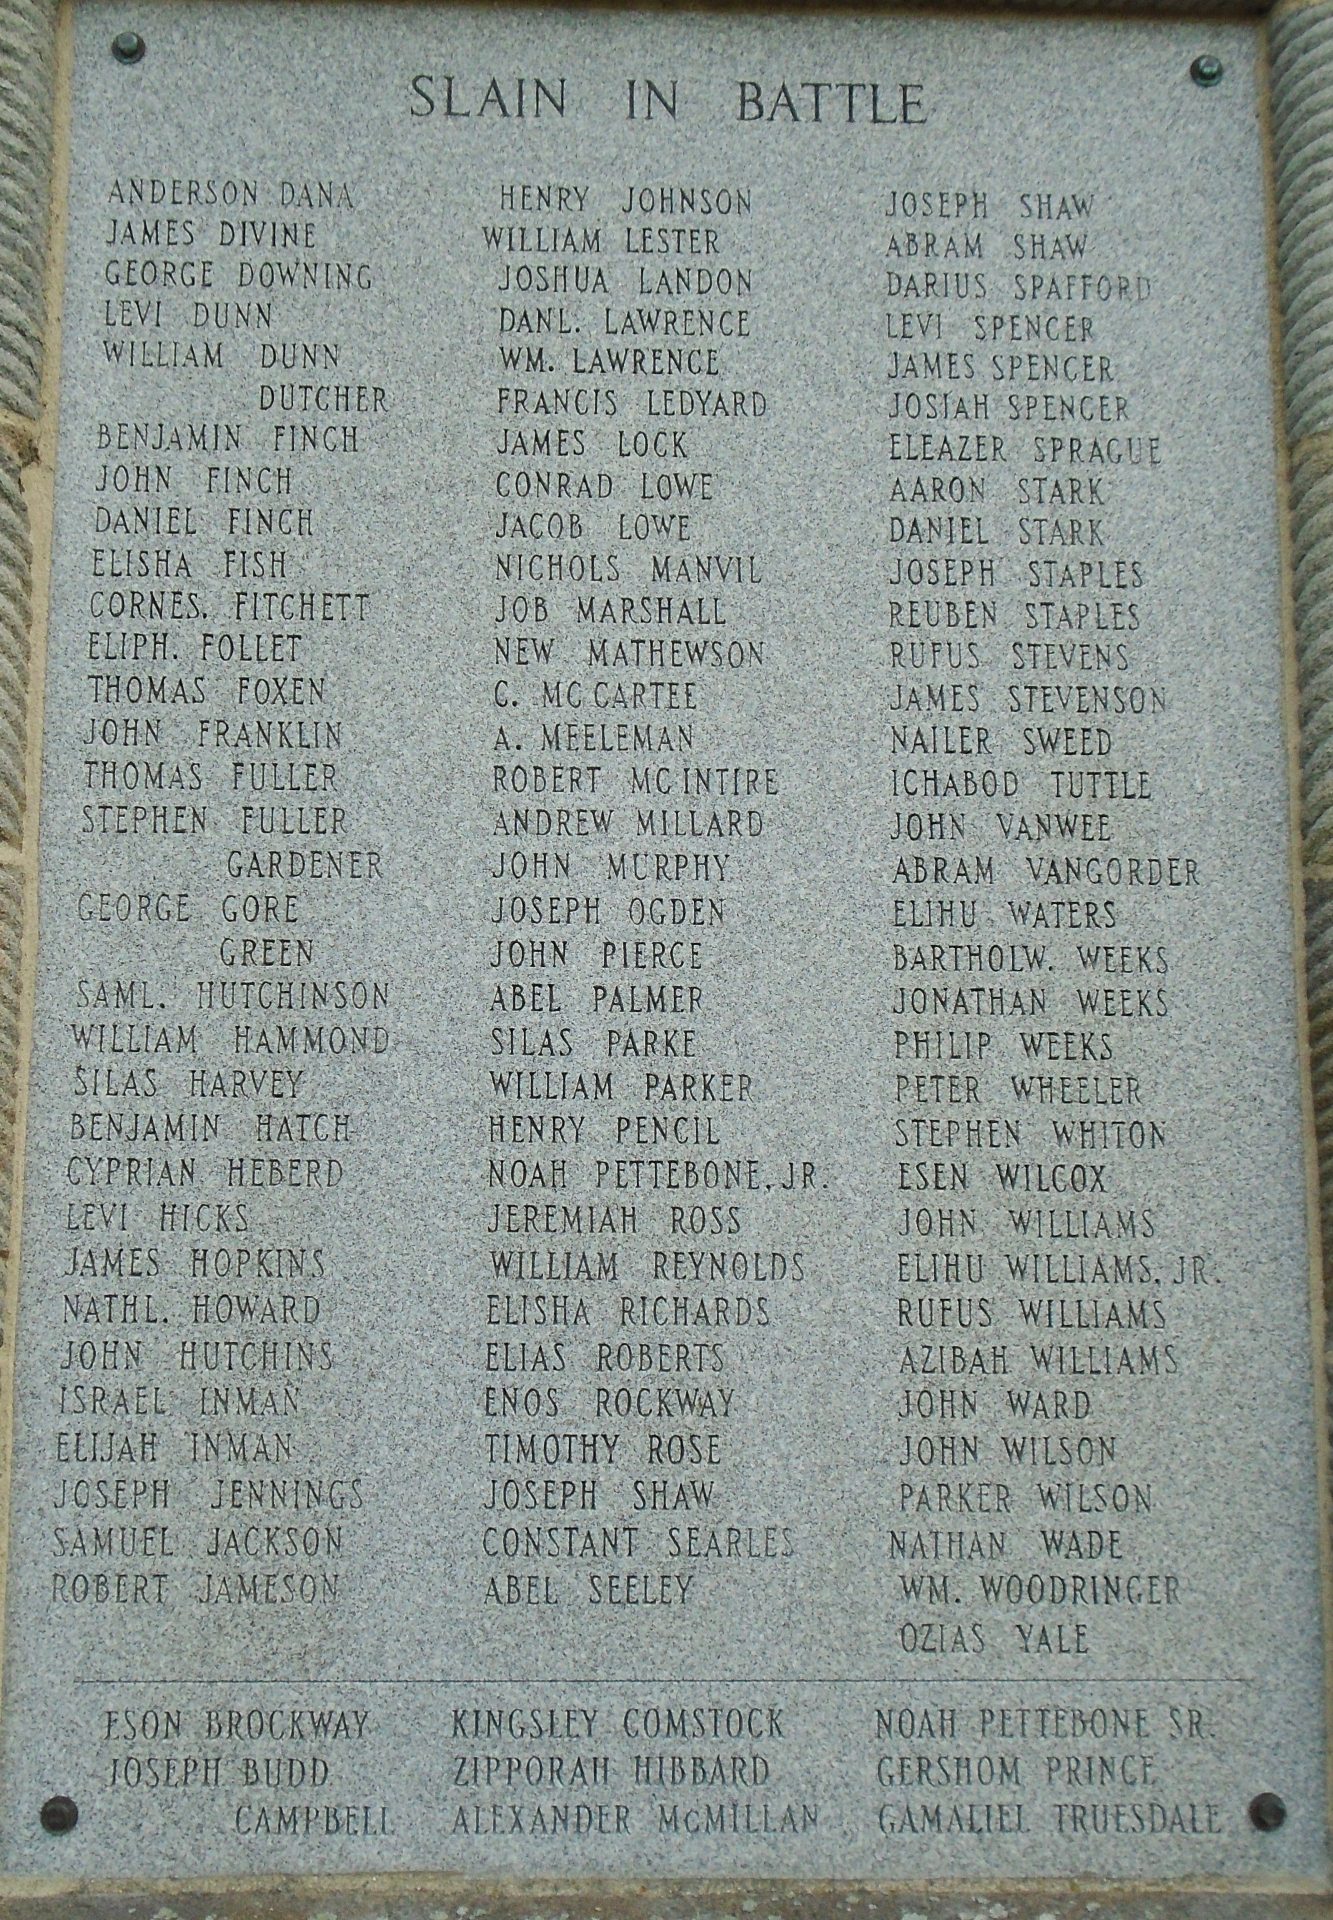 SLAIN IN BATTLE
ANDERSON DANA
JAMES DIVINE
GEORGE DOWNING
LEVI DUNN
WILLIAM DUNN
DUTCHER
BENJAMIN FINCH
JOHN FINCH
DANIEL FINCH
ELISHA FISH
CORNES. FITCHETT
ELIPH. FOLLET
THOMAS FOXEN
JOHN FRANKLIN
THOMAS FULLER
STEPHEN FULLER
GARDENER
GEORGE GORE
GREEN
SAML. HUTCHINSON
WILLIAM HAMMOND
SILAS HARVEY
BENJAMIN HATCH
CYPRIAN HEBERD
LEVI HICKS
JAMES HOPKINS
NATHL. HOWARD
JOHN HUTCHINS
ISRAEL INMAN
ELIJAH INMAN
JOSEPH JENNINGS
SAMUEL JACKSON
ROBERT JAMESON
HENRY JOHNSON
WILLIAM LESTER
JOSHUA LANDON
DANL. LAWRENCE
WM. LAWRENCE
FRANCIS LEDYARD
JAMES LOCK
CONRAD LOWE
JACOB LOWE
NICHOLS MANVIL
JOB MARSHALL
NEW MATHEWSON
C. MC CARTEE
A. MEELEMAN
ROBERT MC INTIRE
ANDREW MILLARD
JOHN MURPHY
JOSEPH OGDEN
JOHN PIERCE
ABEL PALMER
SILAS PARKE
WILLIAM PARKER
HENRY PENCIL
NOAH PETTEBONE, JR.
JEREMIAH ROSS
WILLIAM REYNOLDS
ELISHA RICHARDS
ELIAS ROBERTS
ENOS ROCKWAY
TIMOTHY ROSE
JOSEPH SHAW
CONSTANT SEARLES
ABEL SEELEY
JOSEPH SHAW
ABRAM SHAW
DARIUS SPAFFORD
LEVI SPENCER
JAMES SPENCER
JOSIAH SPENCER
ELEAZER SPRAGUE
AARON STARK
DANIEL STARK
JOSEPH STAPLES
REUBEN STAPLES
RUFUS STEVENS
JAMES STEVENSON
NAILER SWEED
ICHABOD TUTTLE
JOHN VANWEE
ABRAM VANGORDER
ELIHU WATERS
BARTHOLW. WEEKS
JONATHAN WEEKS
PHILIP WEEKS
PETER WHEELER
STEPHEN WHITON
ESEN WILCOX
JOHN WILLIAMS
ELIHU WILLIAMS, JR.
RUFUS WILLIAMS
AZIBAH WILLIAMS
JOHN WARD
JOHN WILSON
PARKER WILSON
NATHAN WADE
WM. WOODRINGER
OZIAS YALE
ESON BROCKWAY
JOSEPH BUDD
CAMPBELL
KINGSLEY COMSTOCK
ZIPPORAH HIBBARD
ALEXANDER McMILLAN
NOAH PETTEBONE SR.
GERSHOM PRINCE
GAMALIEL TRUESDALE